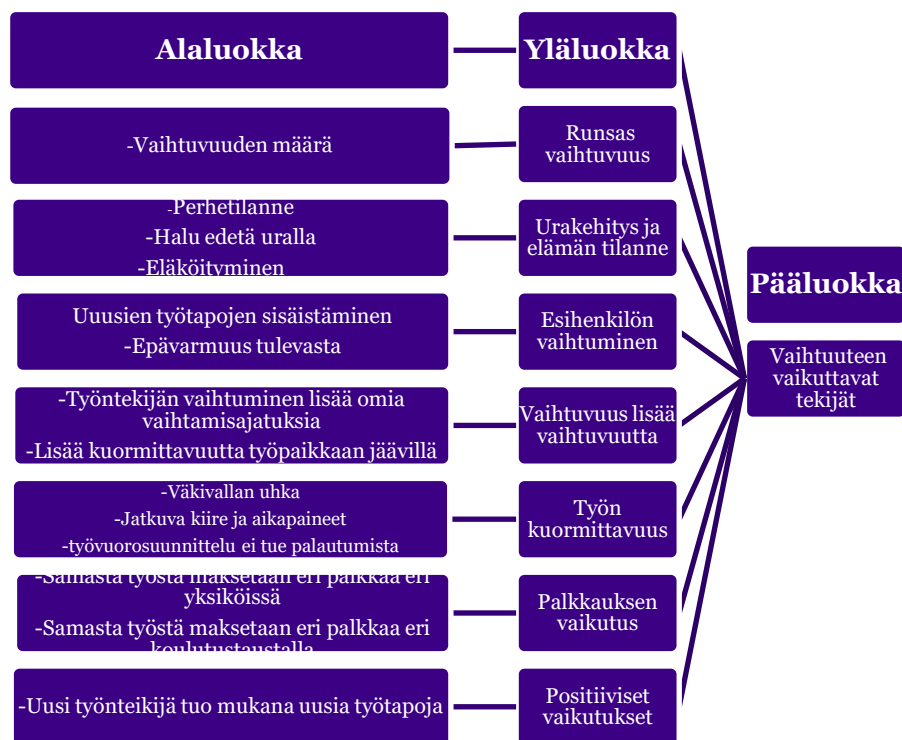 Alaluokka
Yläluokka
-Vaihtuvuuden määrä
Runsas
vaihtuvuus
-Perhetilanne
-Halu edetä uralla
-Eläköityminen
Urakehitys ja
elämän tilanne
Uuusien työtapojen sisäistäminen
-Epävarmuus tulevasta
Esihenkilön
vaihtuminen
-Työntekijän vaihtuminen lisää omia
vaihtamisajatuksia
-Lisää kuormittavuutta työpaikkaan jäävillä
Vaihtuvuus lisää
vaihtuvuutta
-Väkivallan uhka
-Jatkuva kiire ja aikapaineet
-työvuorosuunnittelu ei tue palautumista
Työn
kuormittavuus
-Samasta työstä maksetaan eri palkkaa eri
yksiköissä
-Samasta työstä maksetaan eri palkkaa eri
koulutustaustalla
Palkkauksen
vaikutus
-Uusi työnteikijä tuo mukana uusia työtapoja
Positiiviset
vaikutukset
Pääluokka
Vaihtuuteen
vaikuttavat
tekijät